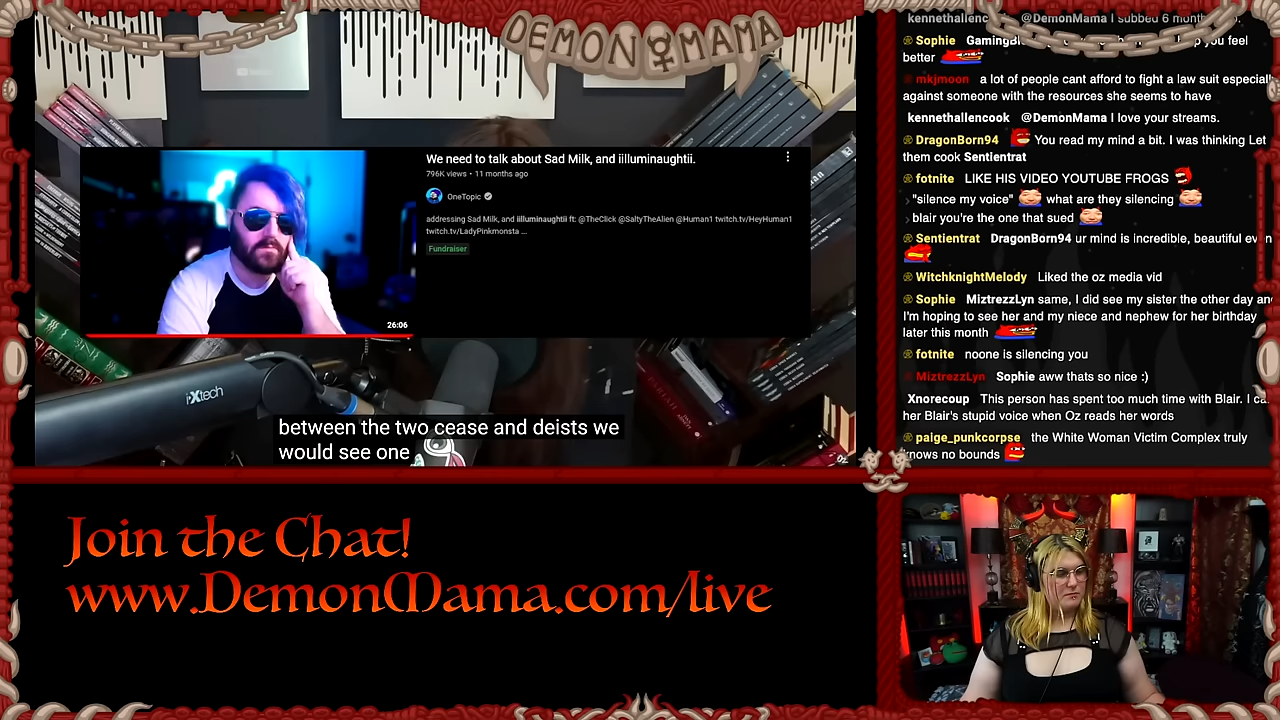 DEMON MAMA
We need to talk about Sad Milk, and iilluminaughtii.
796K views • 11 months ago
OneTopic
addressing Sad Milk, and iilluminaughtii ft: @TheClick @SaltyTheAlien @Human1 twitch.tv/HeyHuman1
twitch.tv/LadyPinkmonsta ...
Fundraiser
26:06
iXtech
between the two cease and deists we
would see one
Join the Chat!
www.DemonMama.com/live
kennethallenc @DemonMama I subbed 6 month
Sophie
you feel
better
mkjmoon a lot of people cant afford to fight a law suit especial
against someone with the resources she seems to have
kennethallencook @DemonMama I love your streams.
DragonBorn94 You read my mind a bit. I was thinking Let
them cook Sentientrat
fotnite LIKE HIS VIDEO YOUTUBE FROGS
"silence my voice" what are they silencing
blair you're the one that sued
Sentientrat DragonBorn94 ur mind is incredible, beautiful even
WitchknightMelody Liked the oz media vid
Sophie MiztrezzLyn same, I did see my sister the other day an
I'm hoping to see her and my niece and nephew for her birthday
later this month
fotnite noone is silencing you
MiztrezzLyn Sophie aww thats so nice :)
Xnorecoup This person has spent too much time with Blair. I ca
her Blair's stupid voice when Oz reads her words
paige_punkcorpse the White Woman Victim Complex truly
knows no bounds